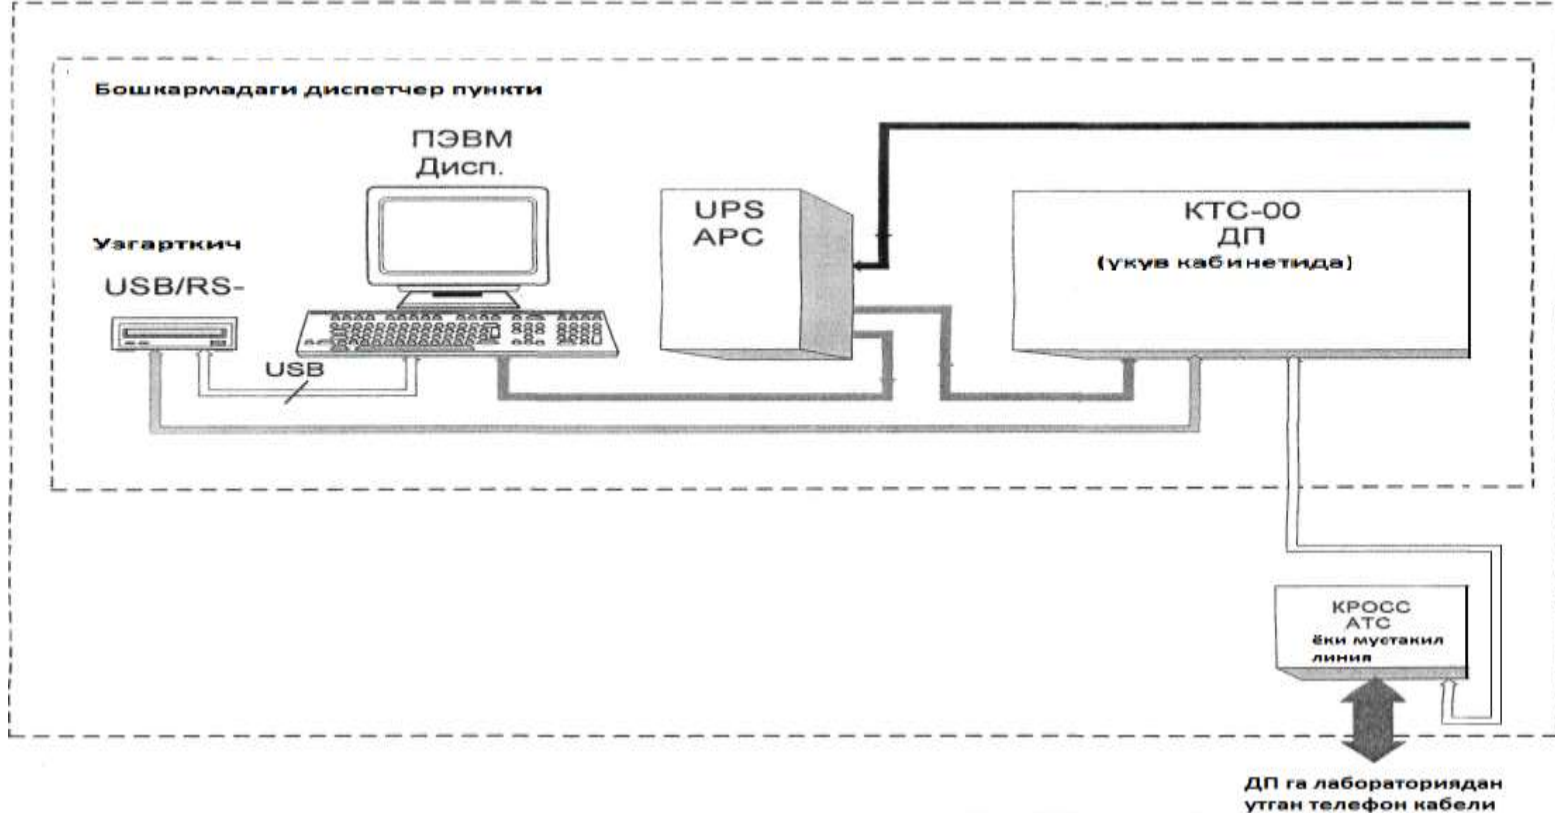 Бошкармадаги диспетчер пункти
ПЭВМ
Дисп.
Узгарткич
USB/RS-
USB
UPS
APC
КТС-00
ДП
(укув кабинетида)
КРОСС
АТС
ёки мустакил
линия
ДП га лабораториядан
утган телефон кабели